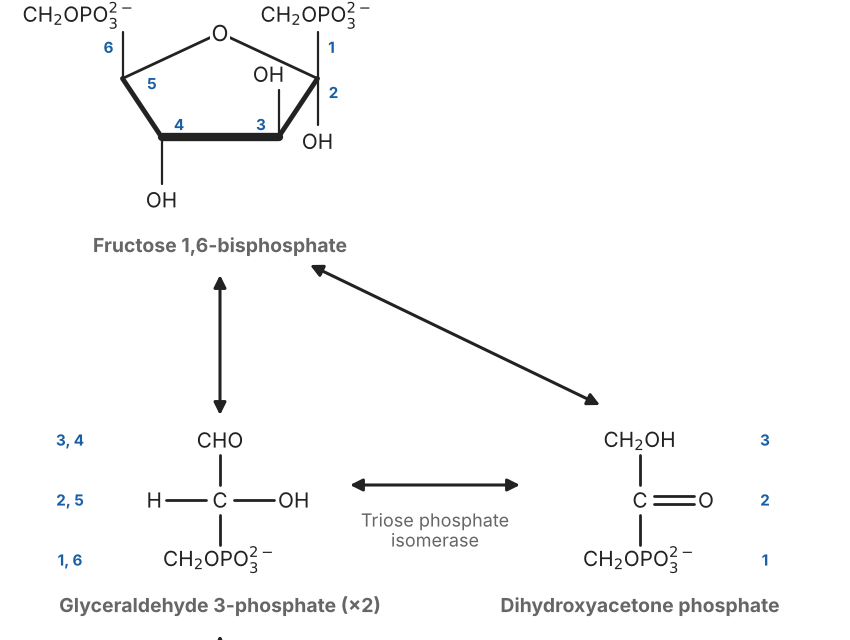 CH₂OPO₃²⁻ CH₂OPO₃²⁻
O
6 1
OH
5 2
4 3
OH
OH
Fructose 1,6-bisphosphate
3, 4 CHO CH₂OH 3
2, 5 H C OH C O 2
Triose phosphate
isomerase
1, 6 CH₂OPO₃²⁻ CH₂OPO₃²⁻ 1
Glyceraldehyde 3-phosphate (×2) Dihydroxyacetone phosphate